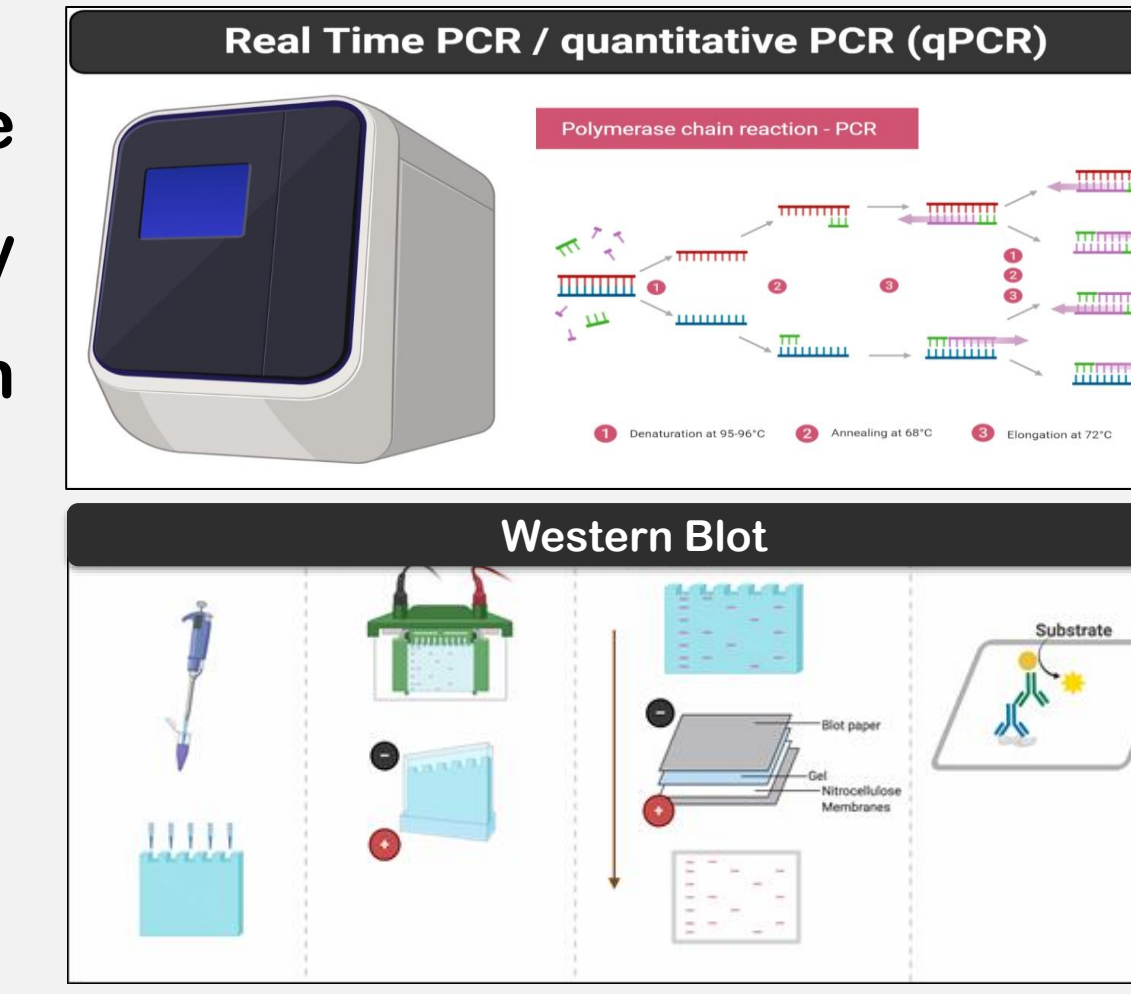 Real Time PCR / quantitative PCR (qPCR)
Polymerase chain reaction - PCR
1
2
3
1
2
3
1 Denaturation at 95-96°C 2 Annealing at 68°C 3 Elongation at 72°C
Western Blot
Substrate
-
Blot paper
-
Gel
Nitrocellulose
Membranes
+
+